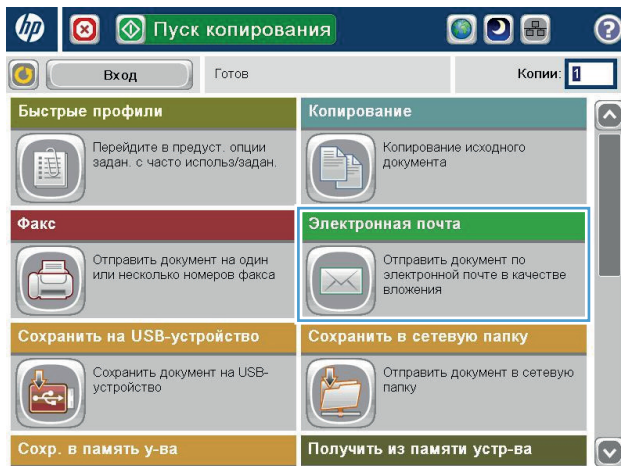 hp Пуск копирования ?
Вход Готов Копии: 1
Быстрые профили Копирование
Перейдите в предуст. опции
задан. с часто использ/задан.
Копирование исходного
документа
Факс Электронная почта
Отправить документ на один
или несколько номеров факса
Отправить документ по
электронной почте в качестве
вложения
Сохранить на USB-устройство Сохранить в сетевую папку
Сохранить документ на USB-
устройство
Отправить документ в сетевую
папку
Сохр. в память у-ва Получить из памяти устр-ва